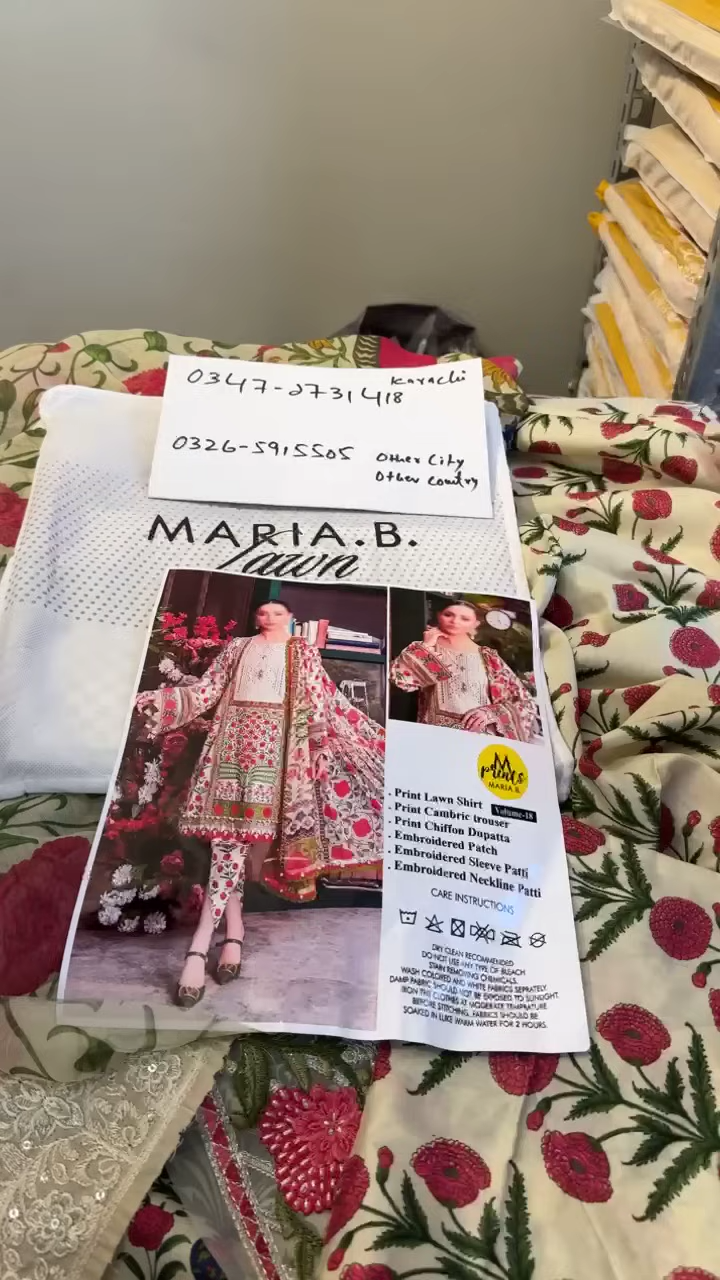 0347-2731418 Karachi
0326-5915505 Other City
Other country
MARIA.B.
Lawn
M
prints
MARIA B.
. Print Lawn Shirt
Volume-18
. Print Cambric trouser
. Print Chiffon Dupatta
. Embroidered Patch
. Embroidered Sleeve Patti
. Embroidered Neckline Patti
CARE INSTRUCTIONS
DRY CLEAN RECOMMENDED
DO NOT USE ANY TYPE OF BLEACH
STAIN REMOVING CHEMICALS.
WASH COLORED AND WHITE FABRICS SEPRATELY.
DAMP FABRIC SHOULD NOT BE EXPOSED TO SUNLIGHT.
IRON THE CLOTHES AT MODERATE TEMPRATURE
BEFORE STITCHING, FABRICS SHOULD BE
SOAKED IN LUKE WARM WATER FOR 2 HOURS.